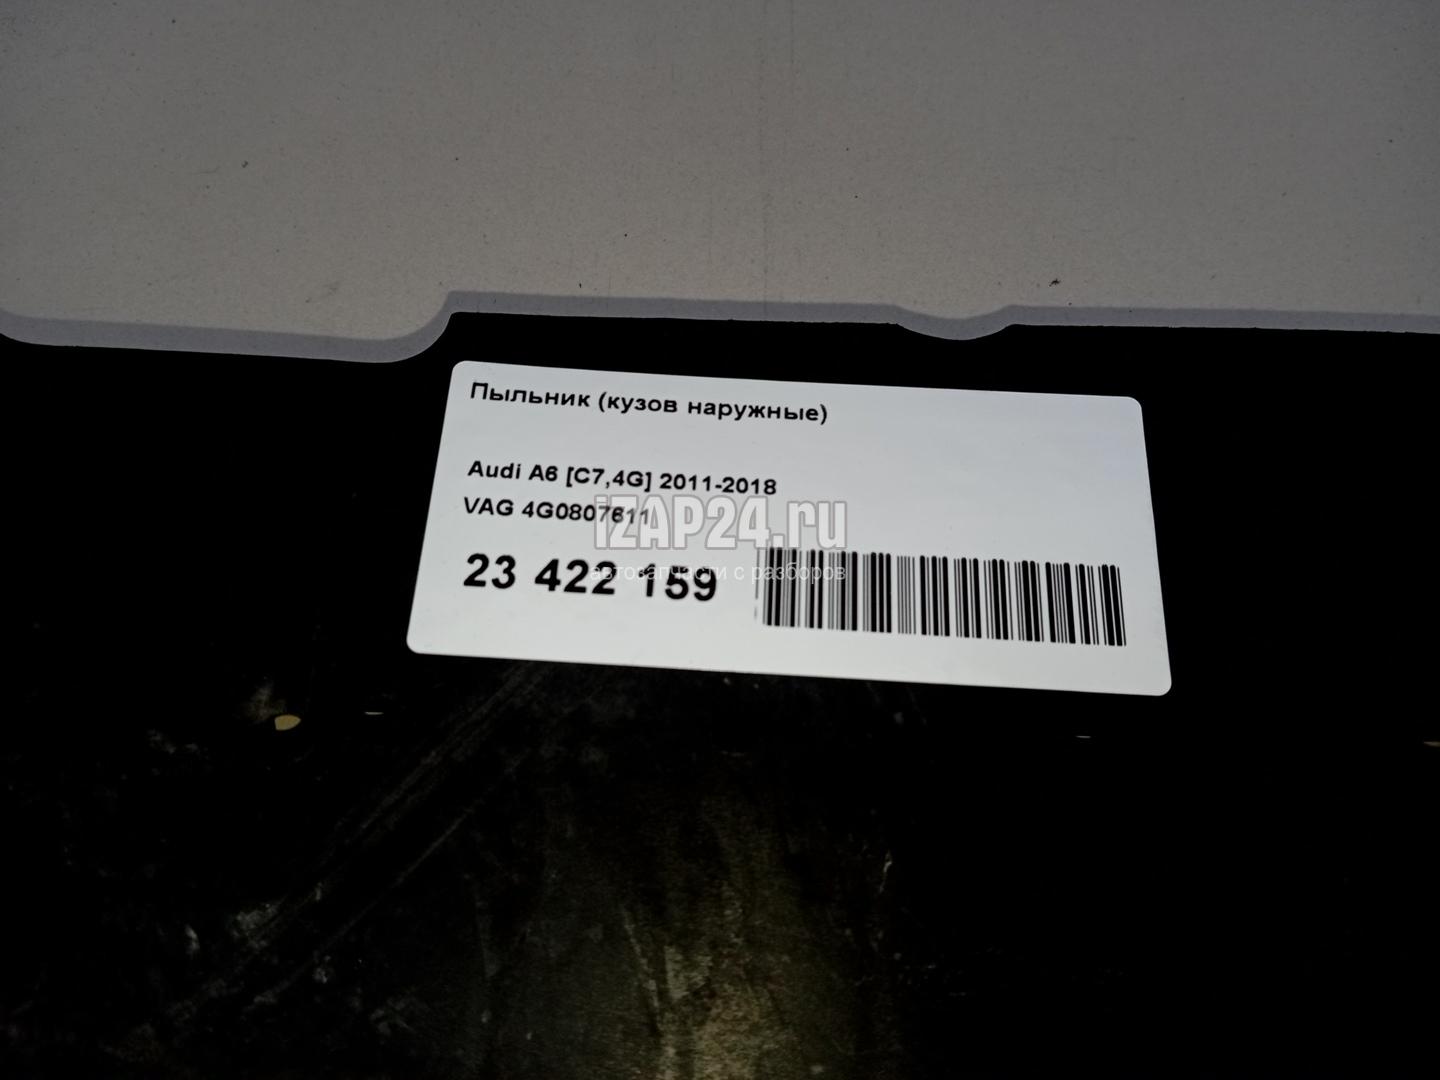 Пыльник (кузов наружные)
Audi A6 [C7,4G] 2011-2018
VAG 4G0807611
iZAP24.ru
23 422 159
автозапчасти с разборов